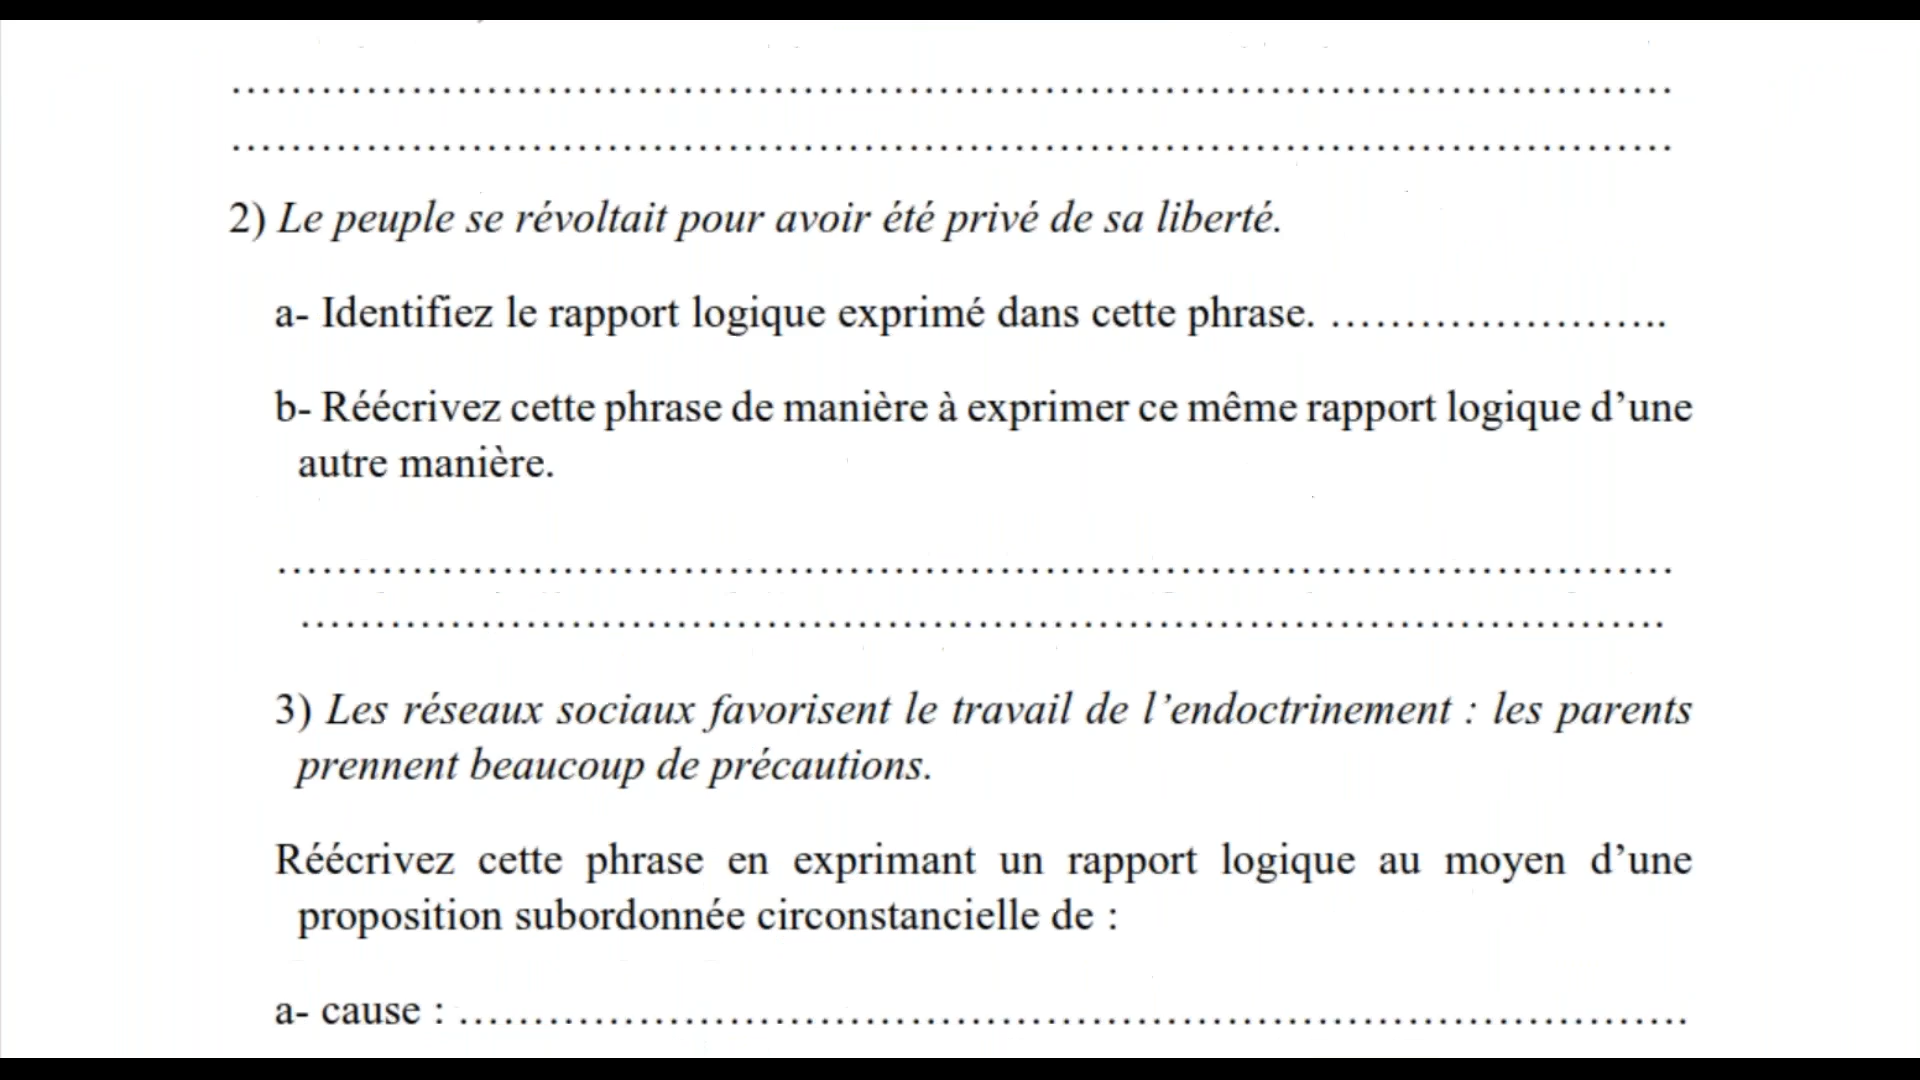 ………………………………………………………………………………………
………………………………………………………………………………………
2) Le peuple se révoltait pour avoir été privé de sa liberté.
a- Identifiez le rapport logique exprimé dans cette phrase. …………………..
b- Réécrivez cette phrase de manière à exprimer ce même rapport logique d’une
autre manière.
……………………………………………………………………………………
………………………………………………………………………………….
3) Les réseaux sociaux favorisent le travail de l’endoctrinement : les parents
prennent beaucoup de précautions.
Réécrivez cette phrase en exprimant un rapport logique au moyen d’une
proposition subordonnée circonstancielle de :
a- cause : ………………………………………………………………………….